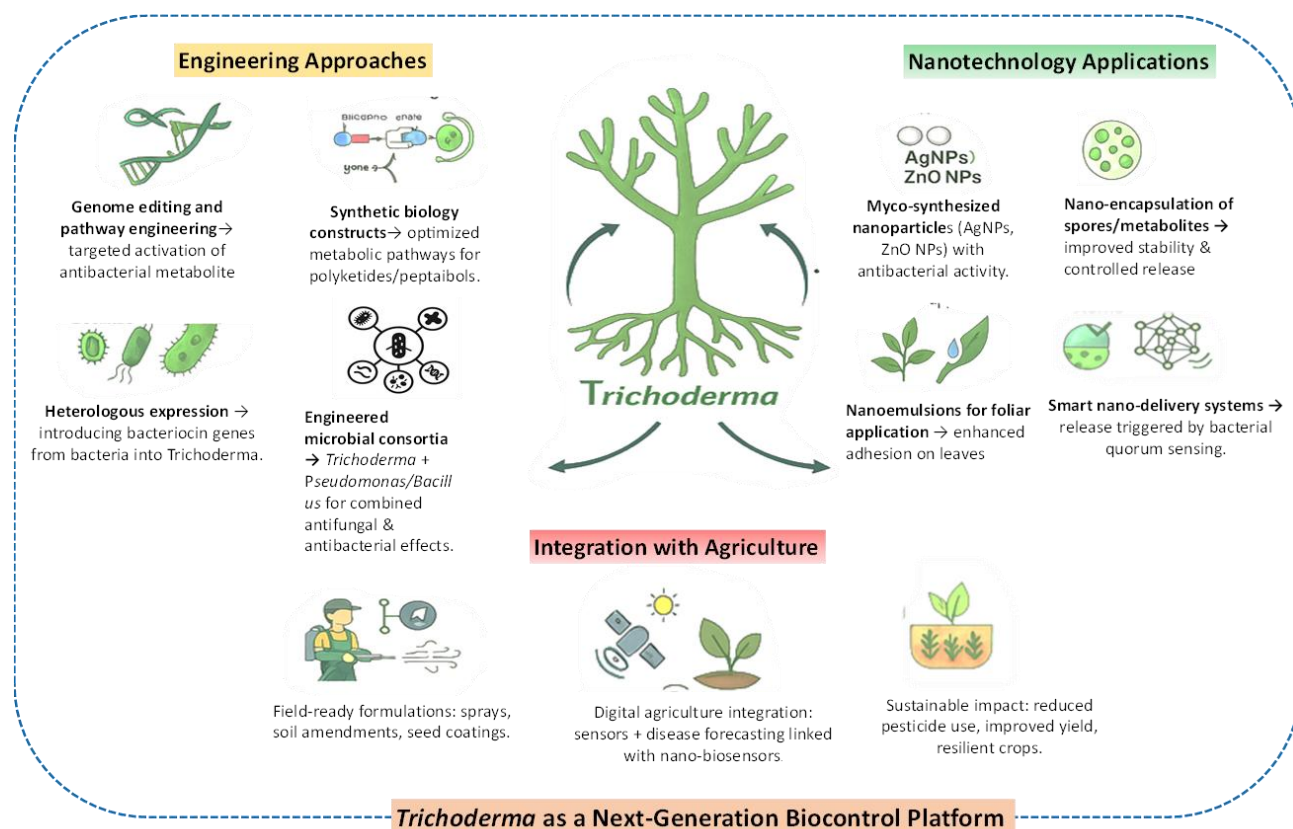 Engineering Approaches
Nanotechnology Applications
yone
AgNPs)
ZnO NPs
Genome editing and
pathway engineering→
targeted activation of
antibacterial metabolite
Synthetic biology
constructs→ optimized
metabolic pathways for
polyketides/peptaibols.
Myco-synthesized
nanoparticles (AgNPs,
ZnO NPs) with
antibacterial activity.
Nano-encapsulation of
spores/metabolites →
improved stability &
controlled release
Trichoderma
Heterologous expression →
introducing bacteriocin genes
from bacteria into Trichoderma.
Engineered
microbial consortia
→ Trichoderma +
Pseudomonas/Bacill
us for combined
antifungal &
antibacterial effects.
Nanoemulsions for foliar
application → enhanced
adhesion on leaves
Smart nano-delivery systems →
release triggered by bacterial
quorum sensing.
Integration with Agriculture
Field-ready formulations: sprays,
soil amendments, seed coatings.
Digital agriculture integration:
sensors + disease forecasting linked
with nano-biosensors.
Sustainable impact: reduced
pesticide use, improved yield,
resilient crops.
Trichoderma as a Next-Generation Biocontrol Platform